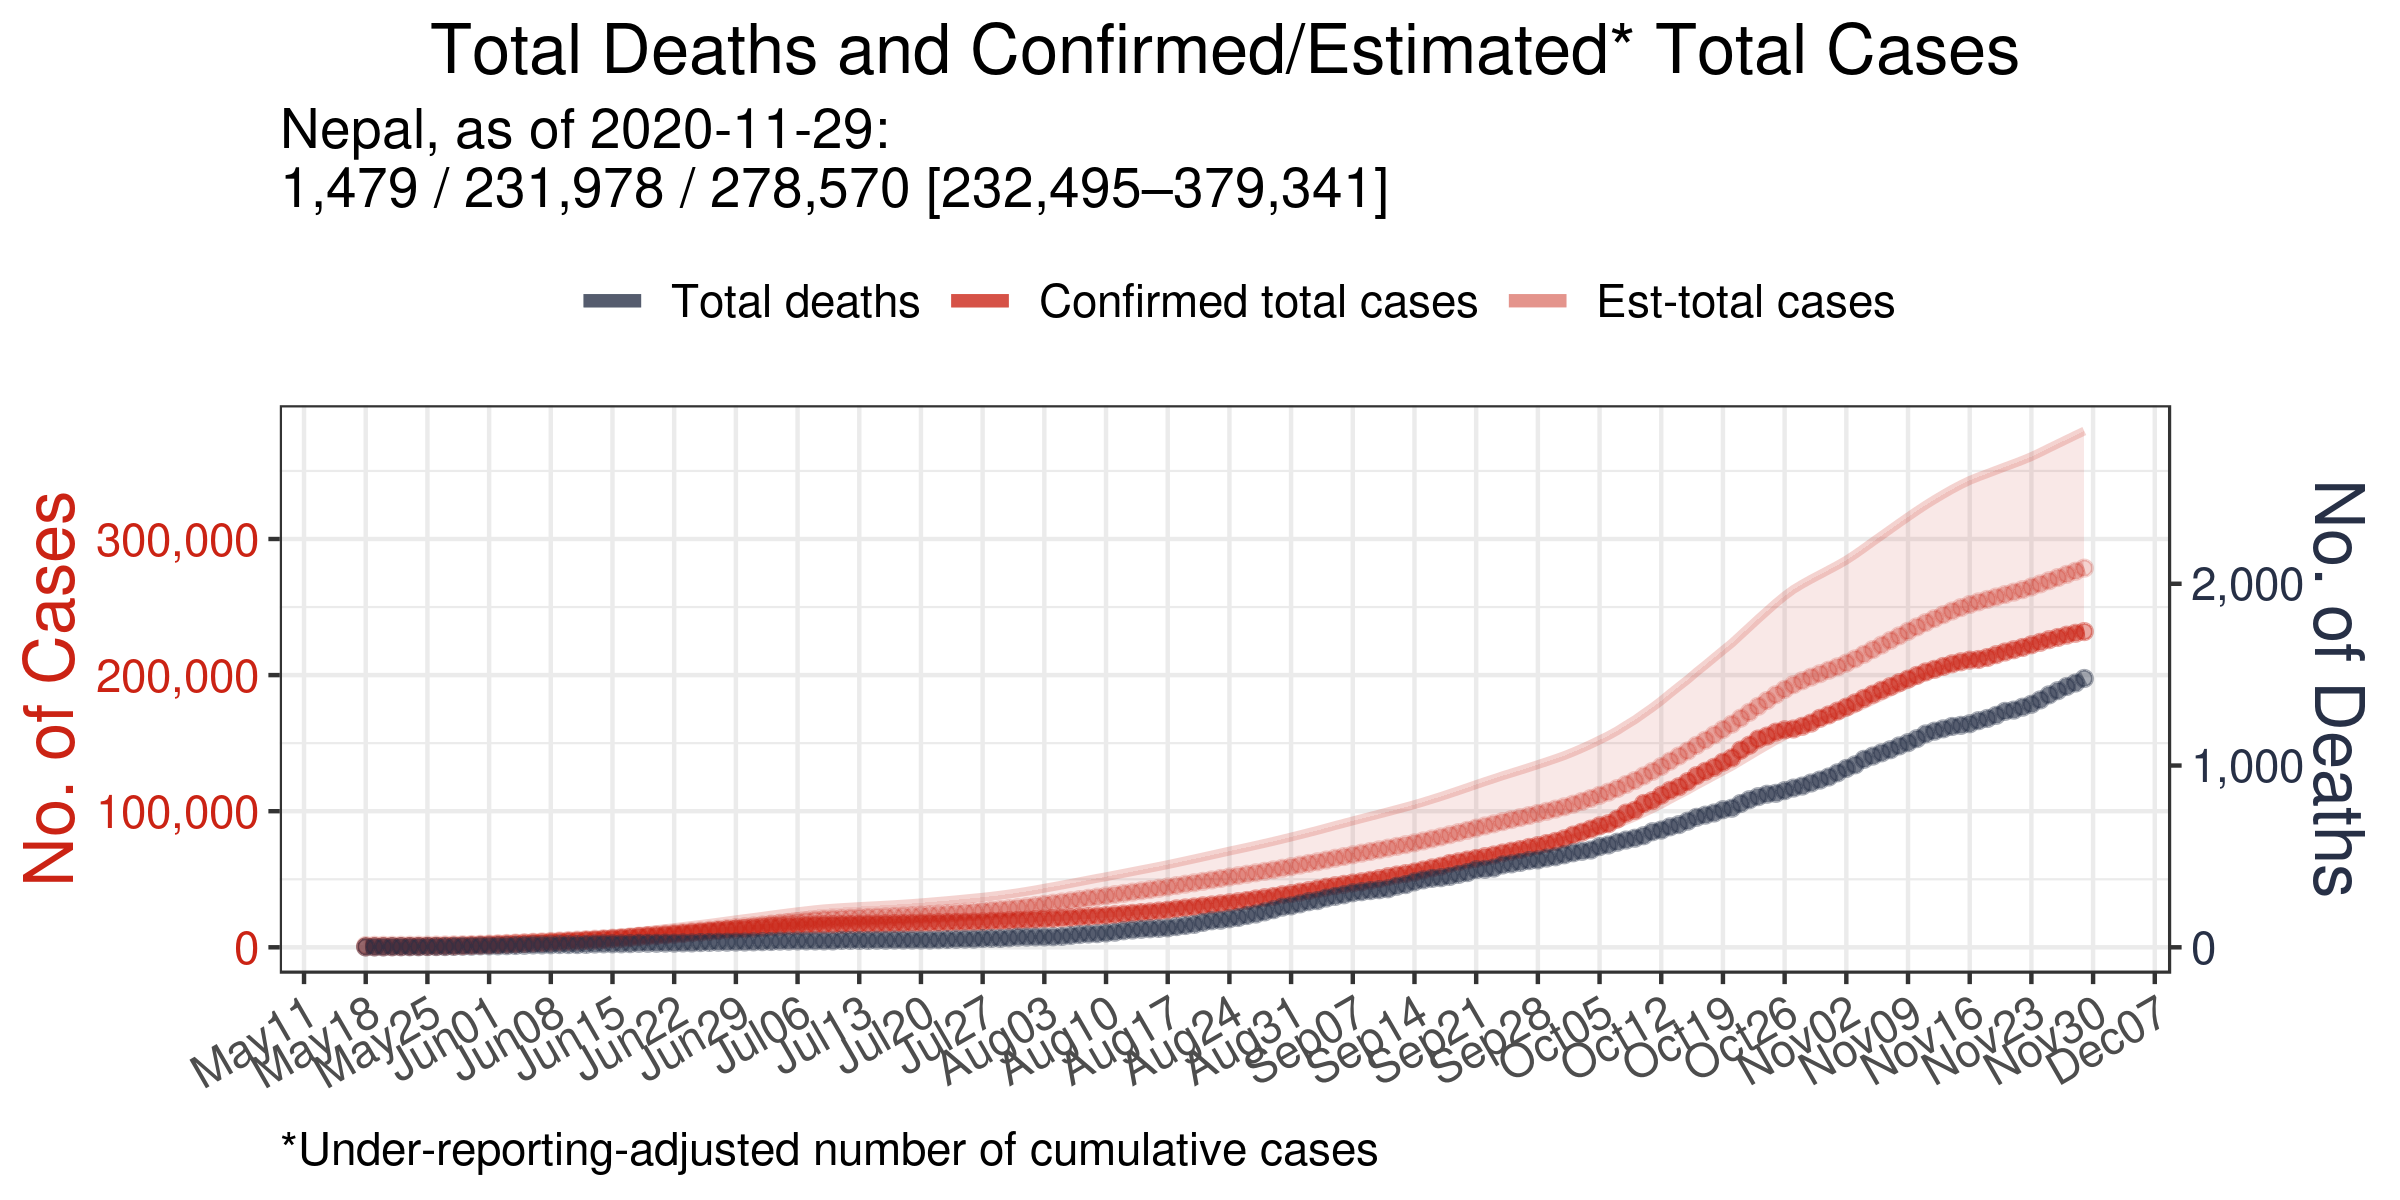 Total Deaths and Confirmed/Estimated* Total Cases
Nepal, as of 2020-11-29:
1,479 / 231,978 / 278,570 [232,495–379,341]
Total deaths
Confirmed total cases
Est-total cases
No. of Cases
300,000
200,000
100,000
0
2,000
1,000
0
No. of Deaths
May11
May18
May25
Jun01
Jun08
Jun15
Jun22
Jun29
Jul06
Jul13
Jul20
Jul27
Aug03
Aug10
Aug17
Aug24
Aug31
Sep07
Sep14
Sep21
Sep28
Oct05
Oct12
Oct19
Oct26
Nov02
Nov09
Nov16
Nov23
Nov30
Dec07
*Under-reporting-adjusted number of cumulative cases